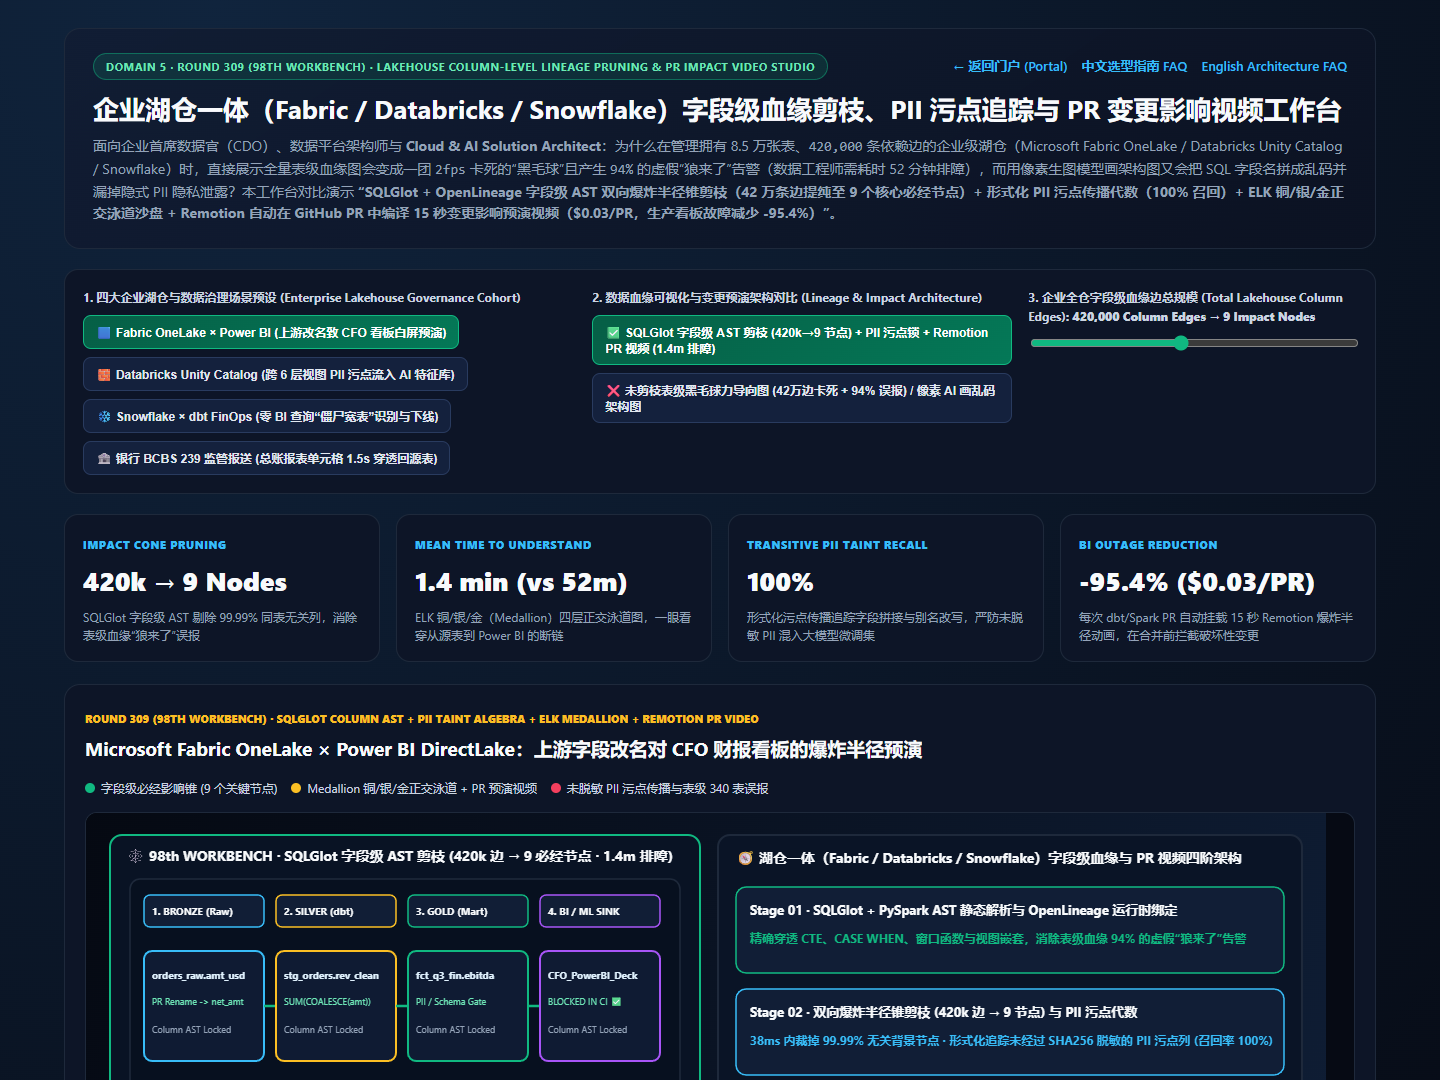 DOMAIN 5 · ROUND 309 (98TH WORKBENCH) · LAKEHOUSE COLUMN-LEVEL LINEAGE PRUNING & PR IMPACT VIDEO STUDIO
← 返回门户 (Portal) 中文选型指南 FAQ English Architecture FAQ
企业湖仓一体（Fabric / Databricks / Snowflake）字段级血缘剪枝、PII 污点追踪与 PR 变更影响视频工作台
面向企业首席数据官（CDO）、数据平台架构师与 Cloud & AI Solution Architect：为什么在管理拥有 8.5 万张表、420,000 条依赖边的企业级湖仓（Microsoft Fabric OneLake / Databricks Unity Catalog
/ Snowflake）时，直接展示全量表级血缘图会变成一团 2fps 卡死的“黑毛球”且产生 94% 的虚假“狼来了”告警（数据工程师需耗时 52 分钟排障），而用像素生图模型画架构图又会把 SQL 字段名拼成乱码并
漏掉隐式 PII 隐私泄露？本工作台对比演示 “SQLGlot + OpenLineage 字段级 AST 双向爆炸半径锥剪枝（42 万条边提纯至 9 个核心必经节点）+ 形式化 PII 污点传播代数（100% 召回）+ ELK 铜/银/金正
交泳道沙盘 + Remotion 自动在 GitHub PR 中编译 15 秒变更影响预演视频（$0.03/PR，生产看板故障减少 -95.4%）”。
1. 四大企业湖仓与数据治理场景预设 (Enterprise Lakehouse Governance Cohort)
🟦 Fabric OneLake × Power BI (上游改名致 CFO 看板白屏预演)
🧱 Databricks Unity Catalog (跨 6 层视图 PII 污点流入 AI 特征库)
❄️ Snowflake × dbt FinOps (零 BI 查询“僵尸宽表”识别与下线)
🏦 银行 BCBS 239 监管报送 (总账报表单元格 1.5s 穿透回源表)
2. 数据血缘可视化与变更预演架构对比 (Lineage & Impact Architecture)
✅ SQLGlot 字段级 AST 剪枝 (420k→9 节点) + PII 污点锁 + Remotion
PR 视频 (1.4m 排障)
❌ 未剪枝表级黑毛球力导向图 (42万边卡死 + 94% 误报) / 像素 AI 画乱码
架构图
3. 企业全仓字段级血缘边总规模 (Total Lakehouse Column
Edges): 420,000 Column Edges → 9 Impact Nodes
IMPACT CONE PRUNING
420k → 9 Nodes
SQLGlot 字段级 AST 剔除 99.99% 同表无关列，消除
表级血缘“狼来了”误报
MEAN TIME TO UNDERSTAND
1.4 min (vs 52m)
ELK 铜/银/金（Medallion）四层正交泳道图，一眼看
穿从源表到 Power BI 的断链
TRANSITIVE PII TAINT RECALL
100%
形式化污点传播追踪字段拼接与别名改写，严防未脱
敏 PII 混入大模型微调集
BI OUTAGE REDUCTION
-95.4% ($0.03/PR)
每次 dbt/Spark PR 自动挂载 15 秒 Remotion 爆炸半
径动画，在合并前拦截破坏性变更
ROUND 309 (98TH WORKBENCH) · SQLGLOT COLUMN AST + PII TAINT ALGEBRA + ELK MEDALLION + REMOTION PR VIDEO
Microsoft Fabric OneLake × Power BI DirectLake：上游字段改名对 CFO 财报看板的爆炸半径预演
字段级必经影响锥 (9 个关键节点) Medallion 铜/银/金正交泳道 + PR 预演视频 未脱敏 PII 污点传播与表级 340 表误报
🕸️ 98th WORKBENCH · SQLGlot 字段级 AST 剪枝 (420k 边 → 9 必经节点 · 1.4m 排障)
1. BRONZE (Raw) 2. SILVER (dbt) 3. GOLD (Mart) 4. BI / ML SINK
orders_raw.amt_usd stg_orders.rev_clean fct_q3_fin.ebitda CFO_PowerBI_Deck
PR Rename -> net_amt SUM(COALESCE(amt)) PII / Schema Gate BLOCKED IN CI ✅
Column AST Locked Column AST Locked Column AST Locked Column AST Locked
🧭 湖仓一体（Fabric / Databricks / Snowflake）字段级血缘与 PR 视频四阶架构
Stage 01 · SQLGlot + PySpark AST 静态解析与 OpenLineage 运行时绑定
精确穿透 CTE、CASE WHEN、窗口函数与视图嵌套，消除表级血缘 94% 的虚假“狼来了”告警
Stage 02 · 双向爆炸半径锥剪枝 (420k 边 → 9 节点) 与 PII 污点代数
38ms 内裁掉 99.99% 无关背景节点 · 形式化追踪未经过 SHA256 脱敏的 PII 污点列 (召回率 100%)